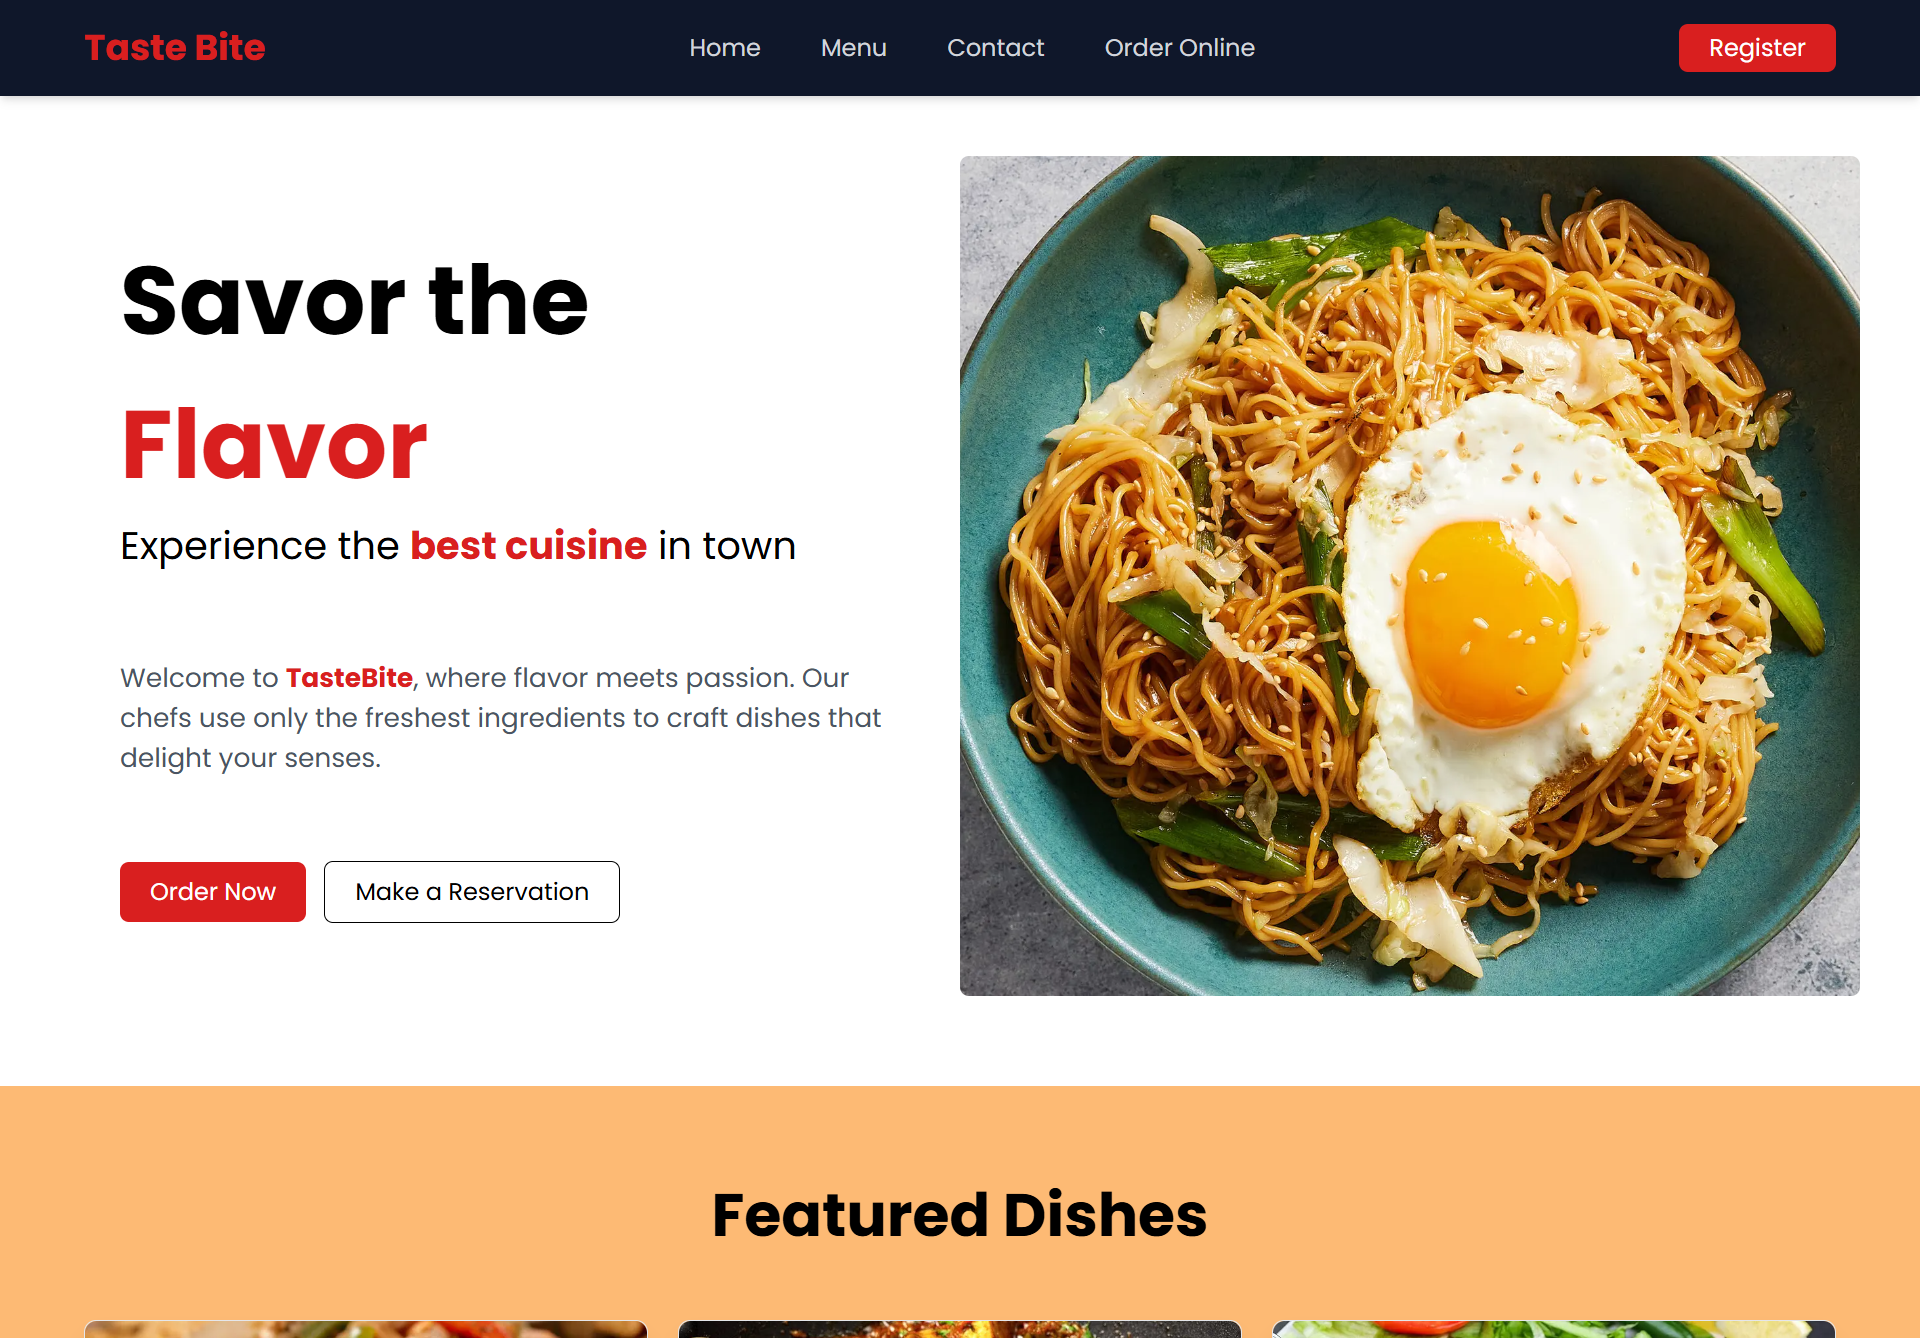 Taste Bite
Home
Menu
Contact
Order Online
Register
Savor the
Flavor
Experience the best cuisine in town
Welcome to TasteBite, where flavor meets passion. Our
chefs use only the freshest ingredients to craft dishes that
delight your senses.
Order Now
Make a Reservation
Featured Dishes